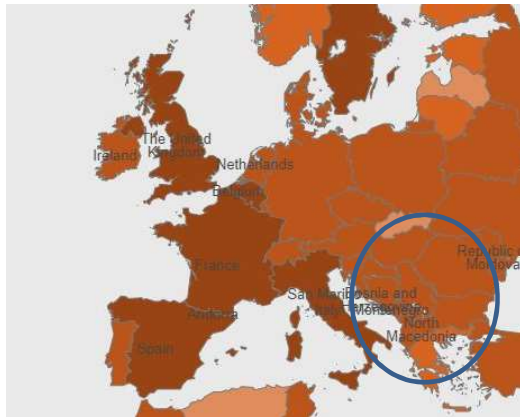 The United
Kingdom
Ireland
Netherlands
Belgium
Republic
Moldova
France
San Marino
Bosnia and
Herzegovina
Italy
Montenegro
Andorra
North
Macedonia
Spain